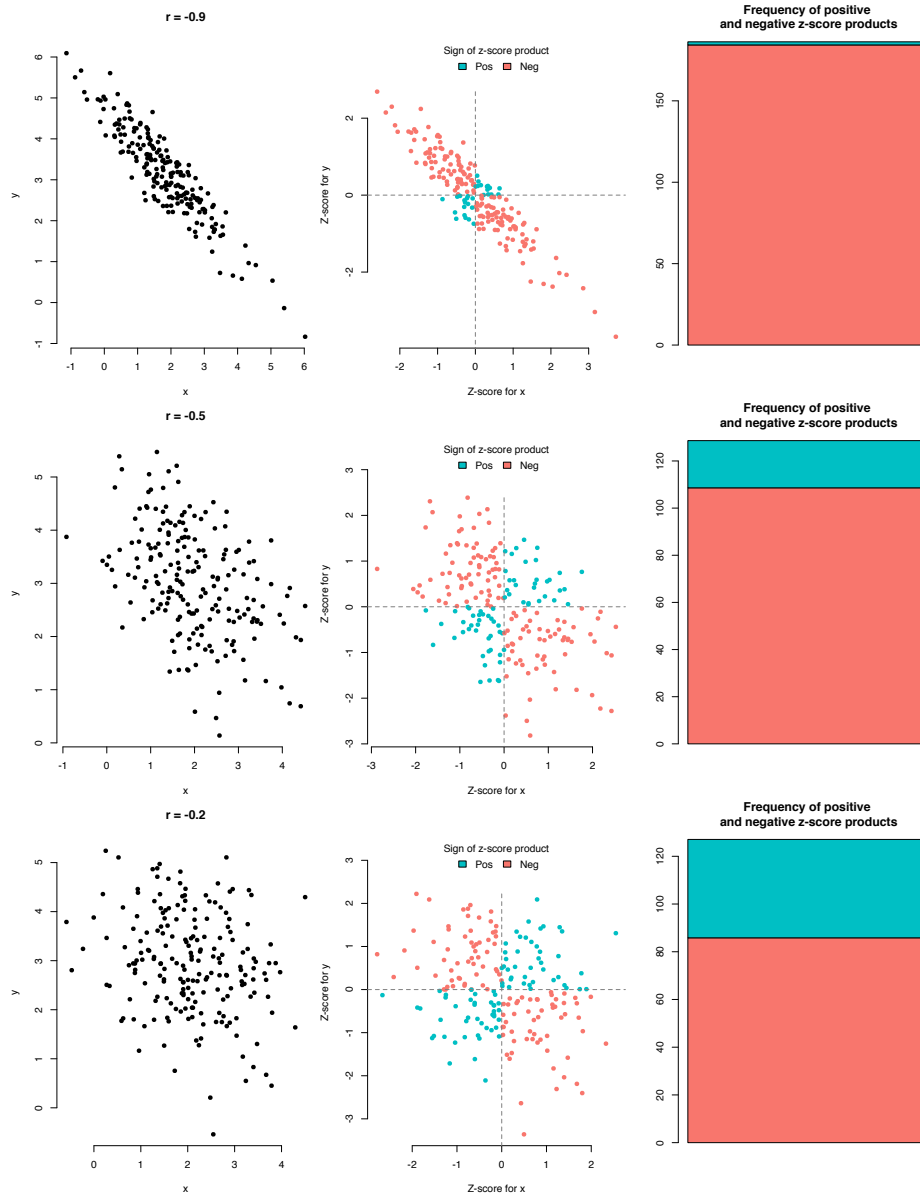 r = -0.9
y
6
5
4
3
2
1
0
-1
-1 0 1 2 3 4 5 6
x
Sign of z-score product
Pos Neg
Z-score for y
2
0
-2
-2 -1 0 1 2 3
Z-score for x
Frequency of positive
and negative z-score products
150
100
50
0
r = -0.5
y
5
4
3
2
1
0
-1 0 1 2 3 4
x
Sign of z-score product
Pos Neg
Z-score for y
3
2
1
0
-1
-2
-3
-3 -2 -1 0 1 2
Z-score for x
Frequency of positive
and negative z-score products
120
100
80
60
40
20
0
r = -0.2
y
5
4
3
2
1
0
0 1 2 3 4
x
Sign of z-score product
Pos Neg
Z-score for y
3
2
1
0
-1
-2
-3
-2 -1 0 1 2
Z-score for x
Frequency of positive
and negative z-score products
120
100
80
60
40
20
0